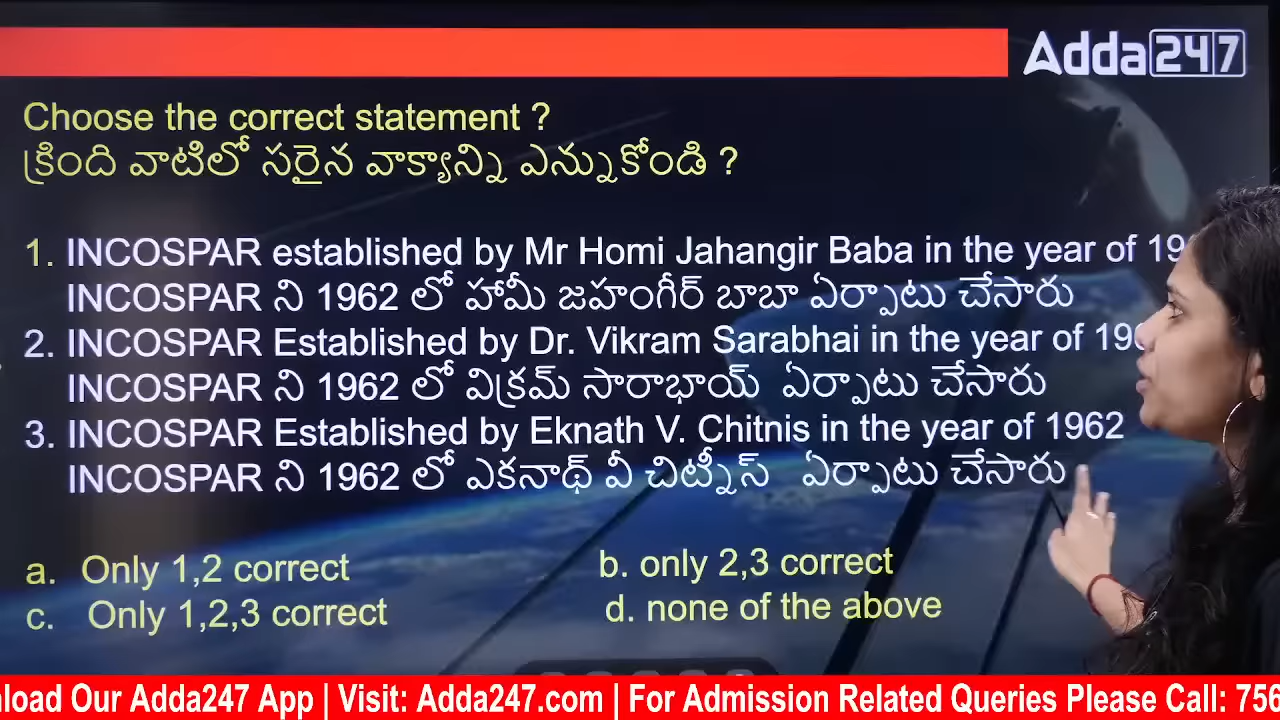 Adda247
Choose the correct statement ?
క్రింది వాటిలో సరైన వాక్యాన్ని ఎన్నుకోండి ?
1. INCOSPAR established by Mr Homi Jahangir Baba in the year of 19
INCOSPAR ని 1962 లో హామీ జహంగీర్ బాబా ఏర్పాటు చేసారు
2. INCOSPAR Established by Dr. Vikram Sarabhai in the year of 19
INCOSPAR ని 1962 లో విక్రమ్ సారాభాయ్ ఏర్పాటు చేసారు
3. INCOSPAR Established by Eknath V. Chitnis in the year of 1962
INCOSPAR ని 1962 లో ఎకనాథ్ వీ చిట్నీస్ ఏర్పాటు చేసారు
a. Only 1,2 correct b. only 2,3 correct
c. Only 1,2,3 correct d. none of the above
nload Our Adda247 App | Visit: Adda247.com | For Admission Related Queries Please Call: 756